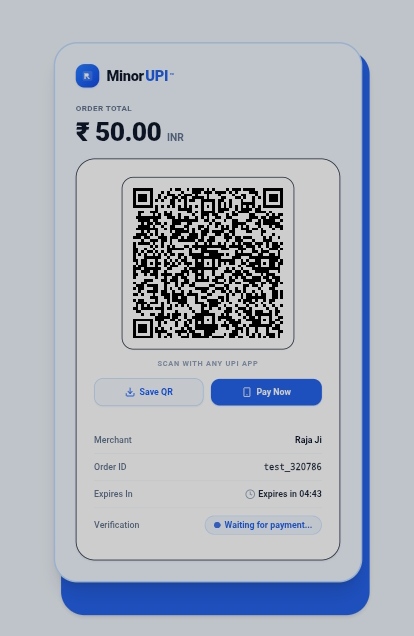 MinorUPI™
ORDER TOTAL
₹ 50.00 INR
SCAN WITH ANY UPI APP
Save QR
Pay Now
Merchant Raja Ji
Order ID test_320786
Expires In Expires in 04:43
Verification Waiting for payment...